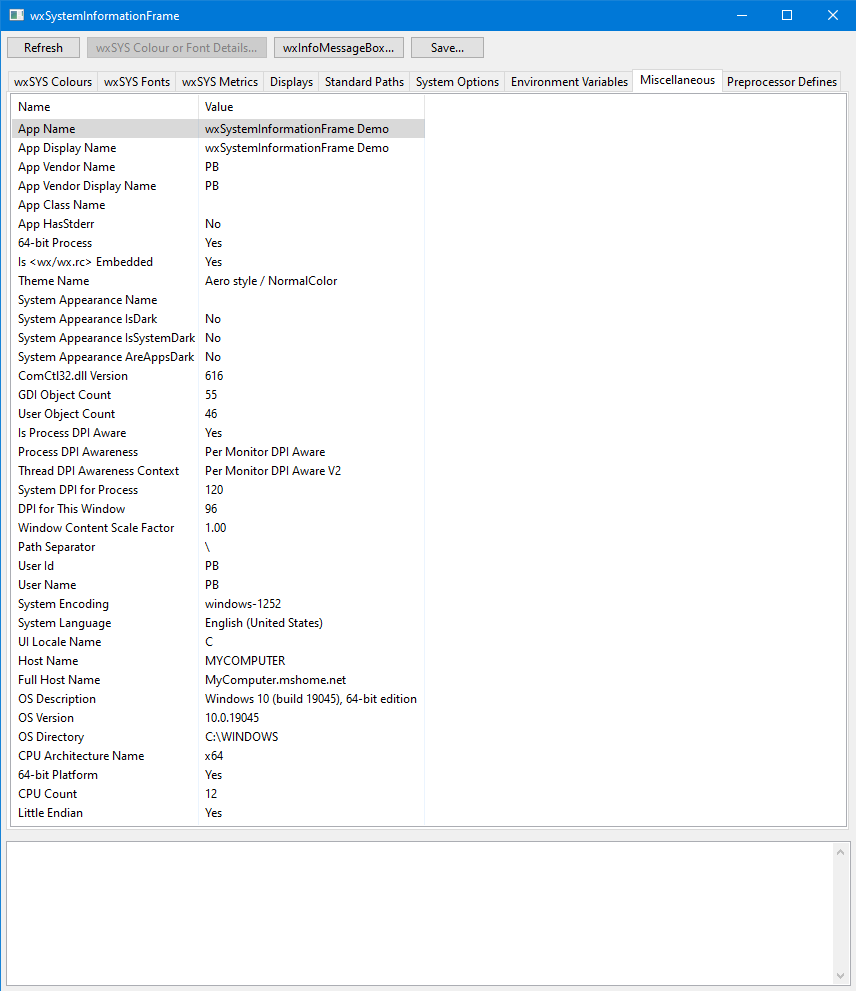 wxSystemInformationFrame
Refresh wxSYS Colour or Font Details... wxInfoMessageBox... Save...
wxSYS Colours wxSYS Fonts wxSYS Metrics Displays Standard Paths System Options Environment Variables Miscellaneous Preprocessor Defines
Name Value
App Name wxSystemInformationFrame Demo
App Display Name wxSystemInformationFrame Demo
App Vendor Name PB
App Vendor Display Name PB
App Class Name
App HasStderr No
64-bit Process Yes
Is <wx/wx.rc> Embedded Yes
Theme Name Aero style / NormalColor
System Appearance Name
System Appearance IsDark No
System Appearance IsSystemDark No
System Appearance AreAppsDark No
ComCtl32.dll Version 616
GDI Object Count 55
User Object Count 46
Is Process DPI Aware Yes
Process DPI Awareness Per Monitor DPI Aware
Thread DPI Awareness Context Per Monitor DPI Aware V2
System DPI for Process 120
DPI for This Window 96
Window Content Scale Factor 1.00
Path Separator \
User Id PB
User Name PB
System Encoding windows-1252
System Language English (United States)
UI Locale Name C
Host Name MYCOMPUTER
Full Host Name MyComputer.mshome.net
OS Description Windows 10 (build 19045), 64-bit edition
OS Version 10.0.19045
OS Directory C:\WINDOWS
CPU Architecture Name x64
64-bit Platform Yes
CPU Count 12
Little Endian Yes